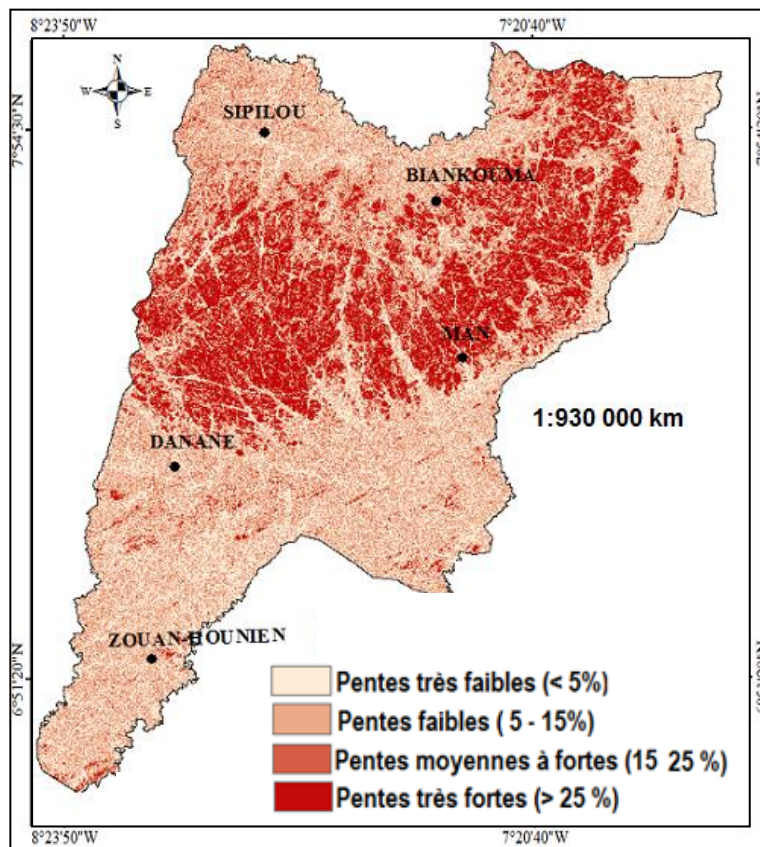 8°23'50"W 7°20'40"W
N
W E
S
7°54'30"N
SIPILOU
BIANKOUMA
MAN
1:930 000 km
DANANE
ZOUAN-HOUNIEN
6°51'20"N
Pentes très faibles (< 5%)
Pentes faibles ( 5 - 15%)
Pentes moyennes à fortes (15 25 %)
Pentes très fortes (> 25 %)
8°23'50"W 7°20'40"W